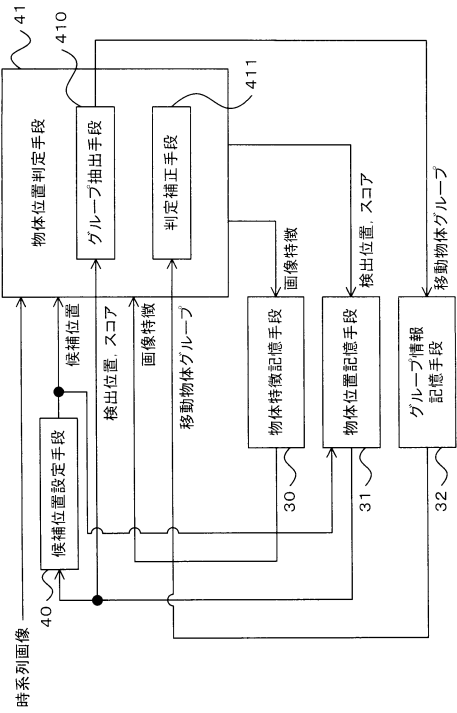 時系列画像
40
候補位置設定手段
候補位置
検出位置, スコア
画像特徴
移動物体グループ
41
物体位置判定手段
410
グループ抽出手段
411
判定補正手段
画像特徴
検出位置, スコア
移動物体グループ
物体特徴記憶手段
30
物体位置記憶手段
31
グループ情報
記憶手段
32